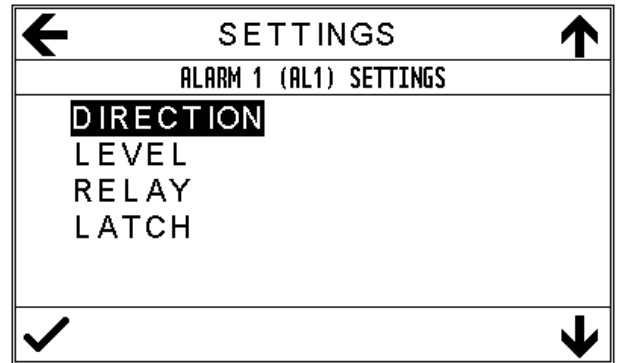 SETTINGS
ALARM 1 (AL1) SETTINGS
DIRECTION
LEVEL
RELAY
LATCH